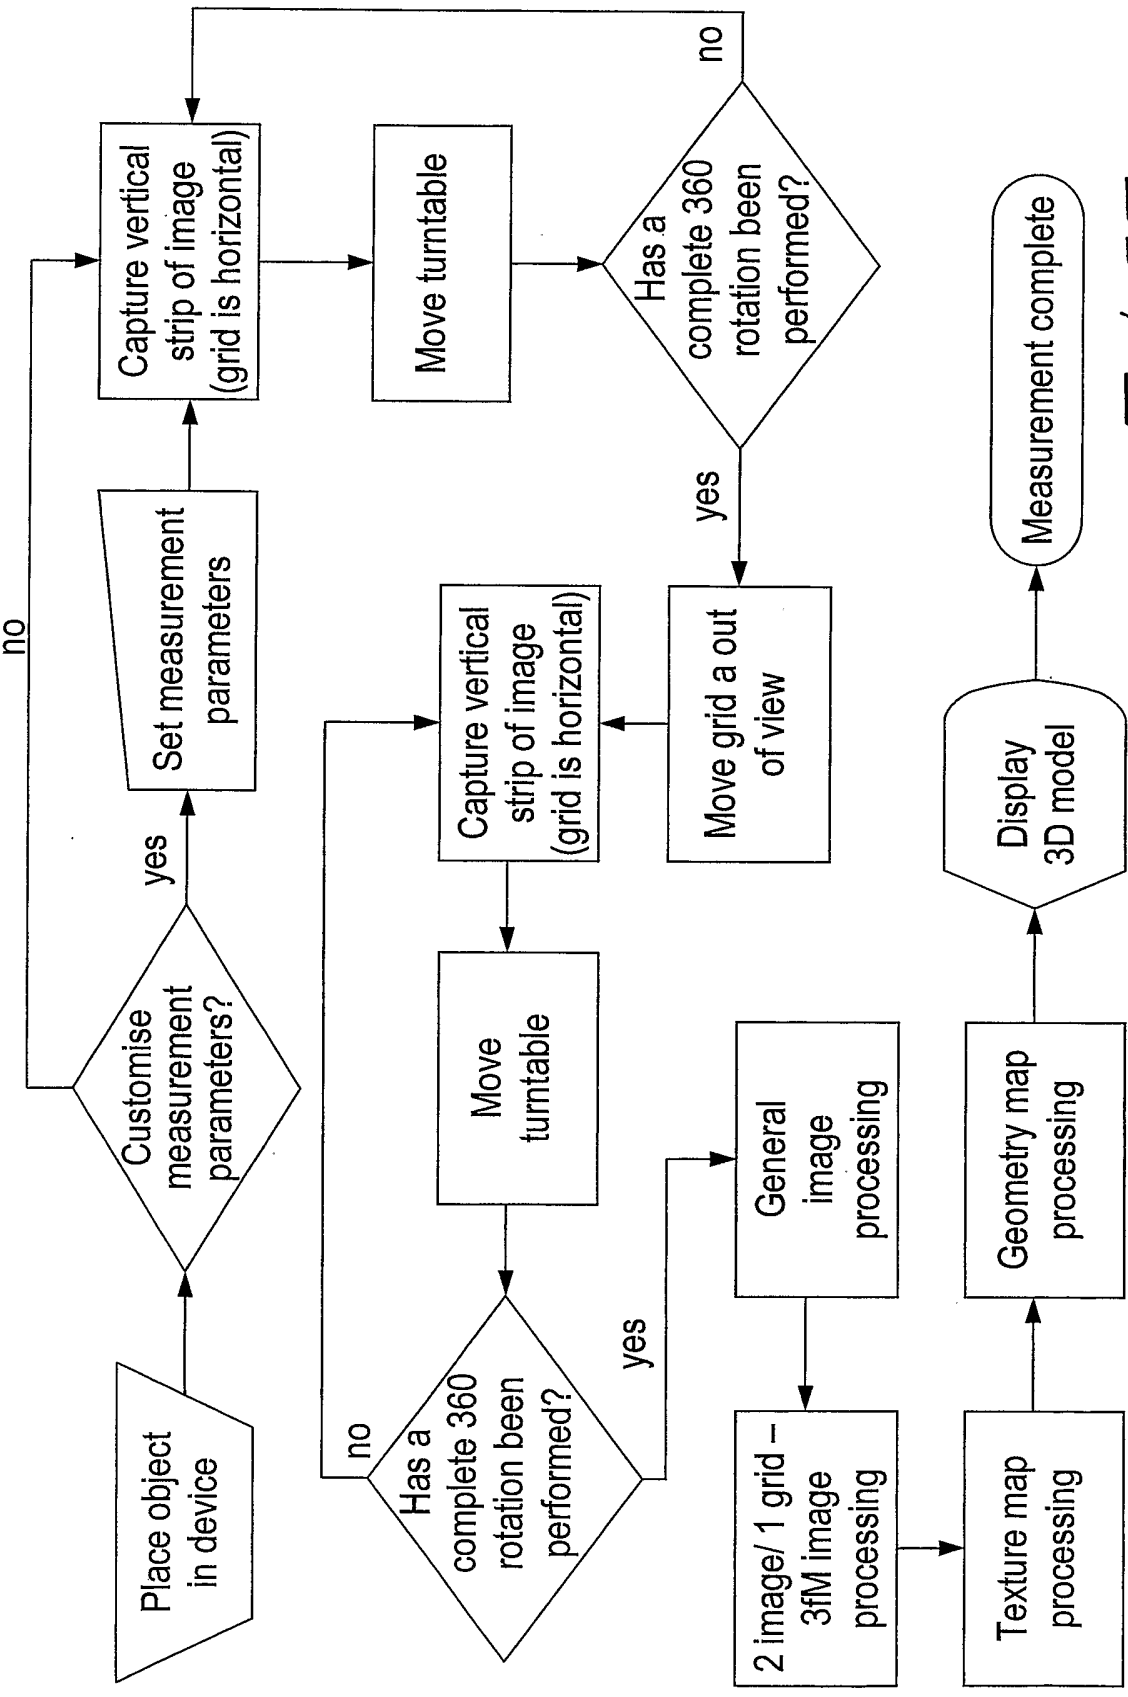 Place object
in device
Customise
measurement
parameters?
no
yes
Set measurement
parameters
Capture vertical
strip of image
(grid is horizontal)
Move turntable
Has a
complete 360
rotation been
performed?
no
yes
Move grid a out
of view
Capture vertical
strip of image
(grid is horizontal)
Move
turntable
Has a
complete 360
rotation been
performed?
no
yes
General
image
processing
2 image/ 1 grid –
3fM image
processing
Texture map
processing
Geometry map
processing
Display
3D model
Measurement complete